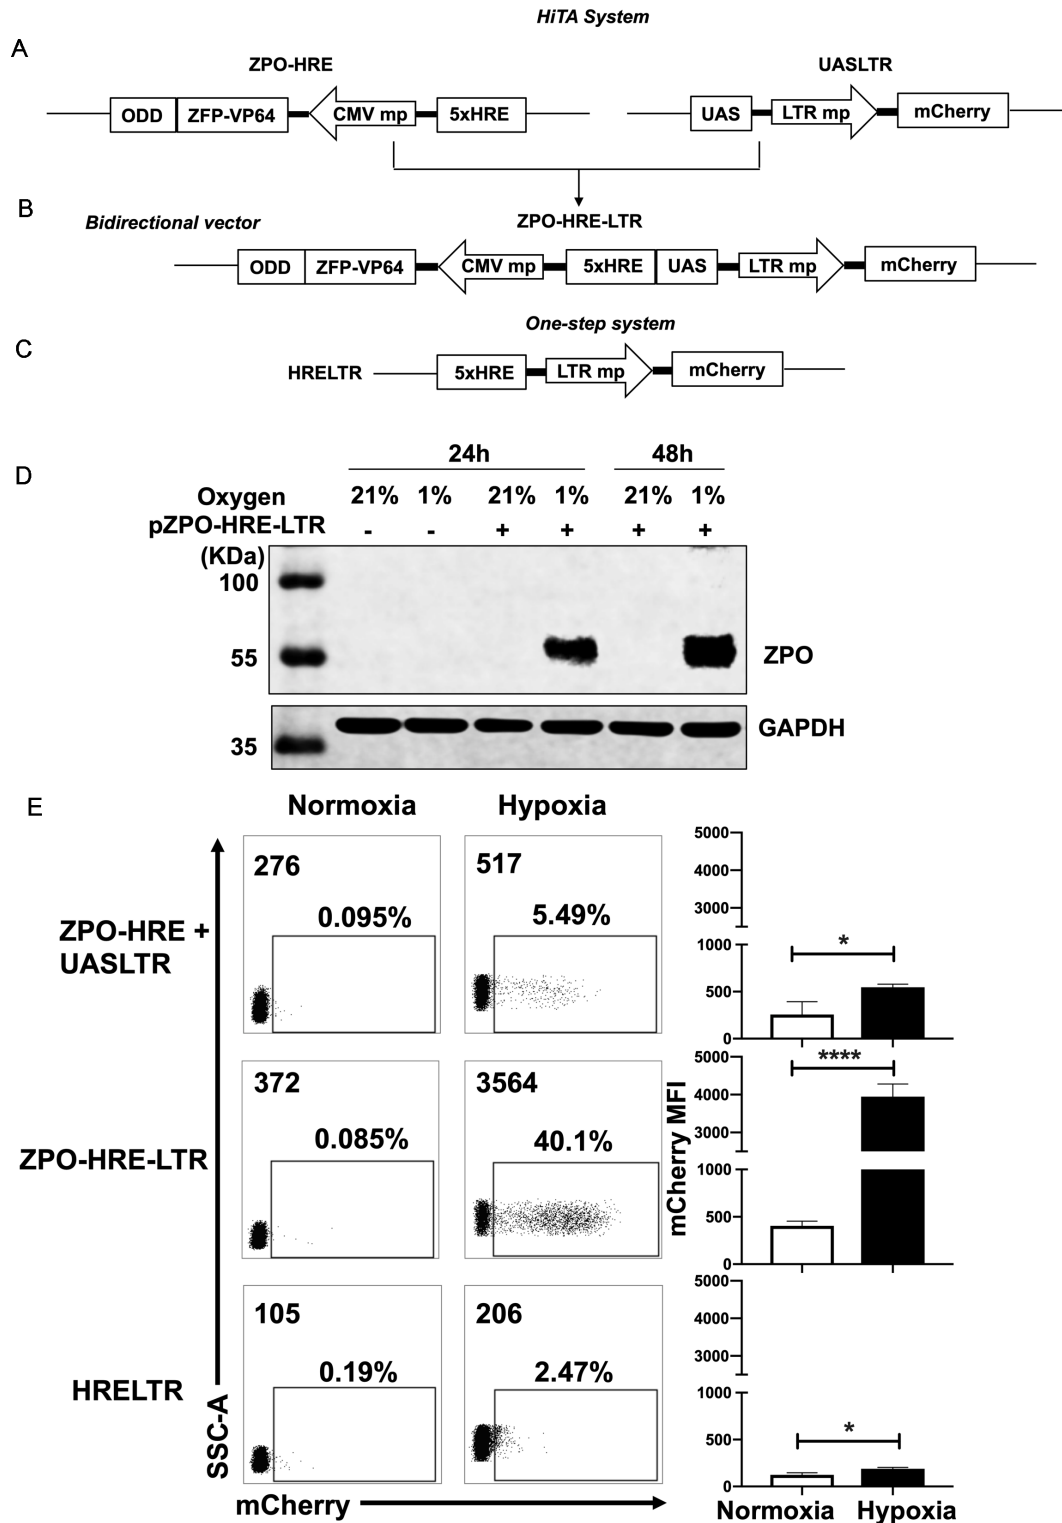 HiTA System
A
ZPO-HRE
UASLTR
ODD
ZFP-VP64
CMV mp
5xHRE
UAS
LTR mp
mCherry
B
Bidirectional vector
ZPO-HRE-LTR
ODD
ZFP-VP64
CMV mp
5xHRE
UAS
LTR mp
mCherry
One-step system
C
HRELTR
5xHRE
LTR mp
mCherry
D
24h
48h
Oxygen
21%
1%
21%
1%
21%
1%
pZPO-HRE-LTR
-
-
+
+
+
+
(KDa)
100
55
ZPO
35
GAPDH
E
Normoxia
Hypoxia
ZPO-HRE +
UASLTR
276
0.095%
517
5.49%
5000
4000
3000
1000
500
0
*
ZPO-HRE-LTR
372
0.085%
3564
40.1%
5000
4000
3000
1000
500
0
****
mCherry MFI
HRELTR
105
0.19%
206
2.47%
5000
4000
3000
1000
500
0
*
SSC-A
mCherry
Normoxia
Hypoxia